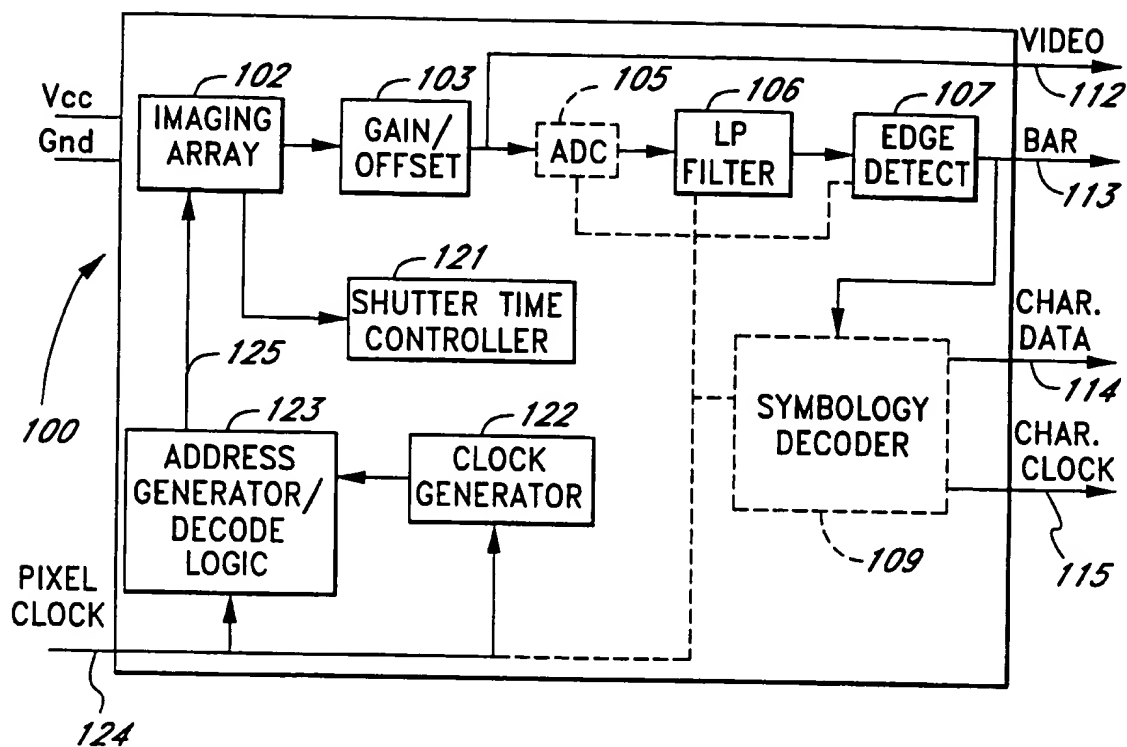 VIDEO
112
Vcc
Gnd
102
IMAGING
ARRAY
103
GAIN/
OFFSET
105
ADC
106
LP
FILTER
107
EDGE
DETECT
BAR
113
121
SHUTTER TIME
CONTROLLER
125
100
123
ADDRESS
GENERATOR/
DECODE
LOGIC
122
CLOCK
GENERATOR
SYMBOLOGY
DECODER
109
CHAR.
DATA
114
CHAR.
CLOCK
115
PIXEL
CLOCK
124